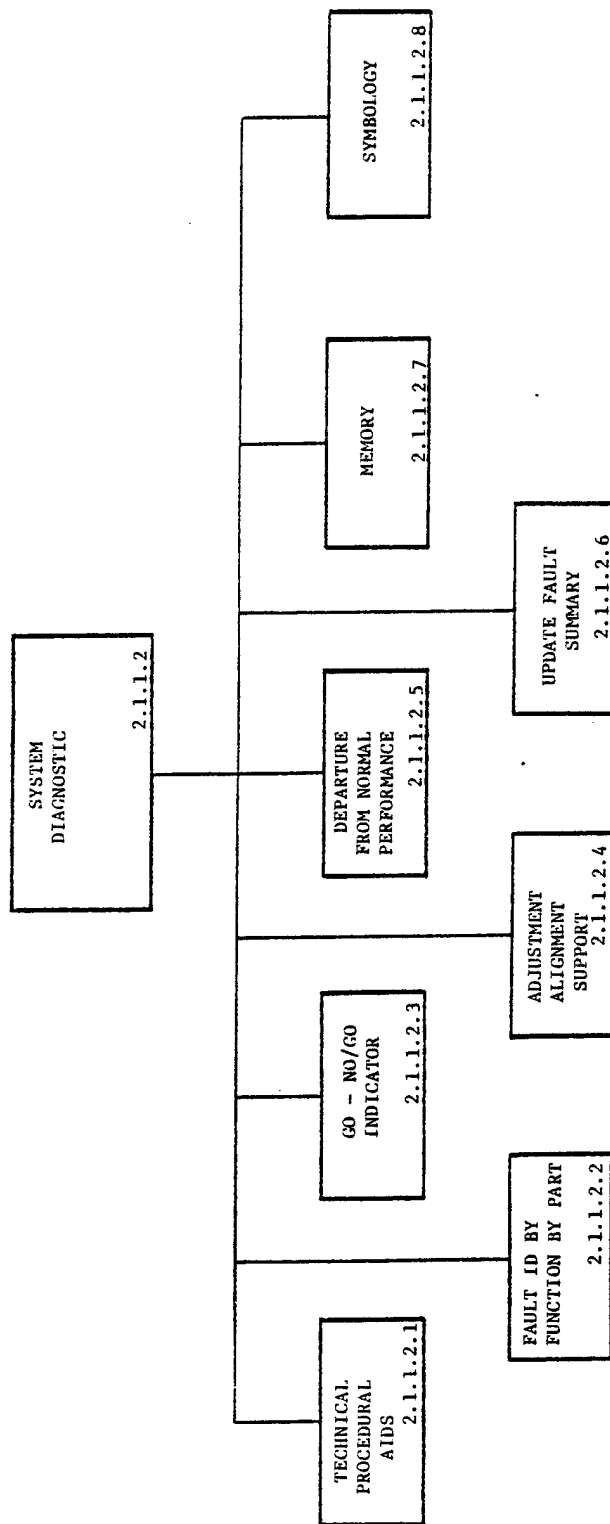 SYSTEM
DIAGNOSTIC
2.1.1.2
TECHNICAL
PROCEDURAL
AIDS
2.1.1.2.1
FAULT ID BY
FUNCTION BY PART
2.1.1.2.2
GO - NO/GO
INDICATOR
2.1.1.2.3
ADJUSTMENT
ALIGNMENT
SUPPORT
2.1.1.2.4
DEPARTURE
FROM NORMAL
PERFORMANCE
2.1.1.2.5
UPDATE FAULT
SUMMARY
2.1.1.2.6
MEMORY
2.1.1.2.7
SYMBOLOGY
2.1.1.2.8